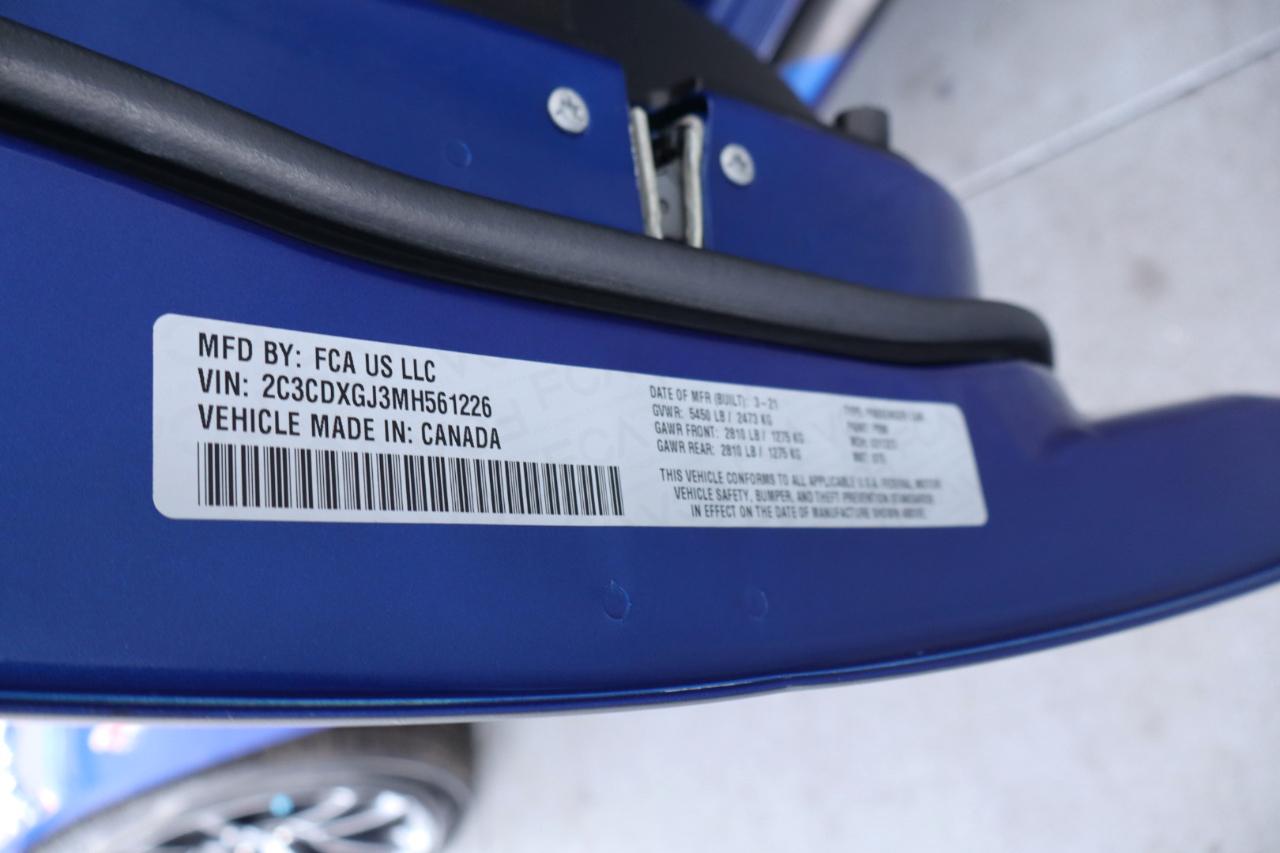 MFD BY: FCA US LLC
VIN: 2C3CDXGJ3MH561226
VEHICLE MADE IN: CANADA
DATE OF MFR (BUILT): 3-21
GVWR: 5450 LB / 2473 KG
GAWR FRONT: 2810 LB / 1275 KG
GAWR REAR: 2810 LB / 1275 KG
TYPE: PASSENGER CAR
THIS VEHICLE CONFORMS TO ALL APPLICABLE U.S.A. FEDERAL MOTOR
VEHICLE SAFETY, BUMPER, AND THEFT PREVENTION STANDARDS
IN EFFECT ON THE DATE OF MANUFACTURE SHOWN ABOVE.